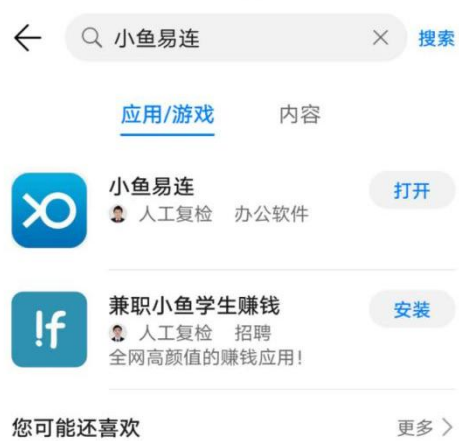 小鱼易连 搜索
应用/游戏 内容
小鱼易连
人工复检 办公软件
打开
兼职小鱼学生赚钱
人工复检 招聘
全网高颜值的赚钱应用!
安装
!f
您可能还喜欢 更多